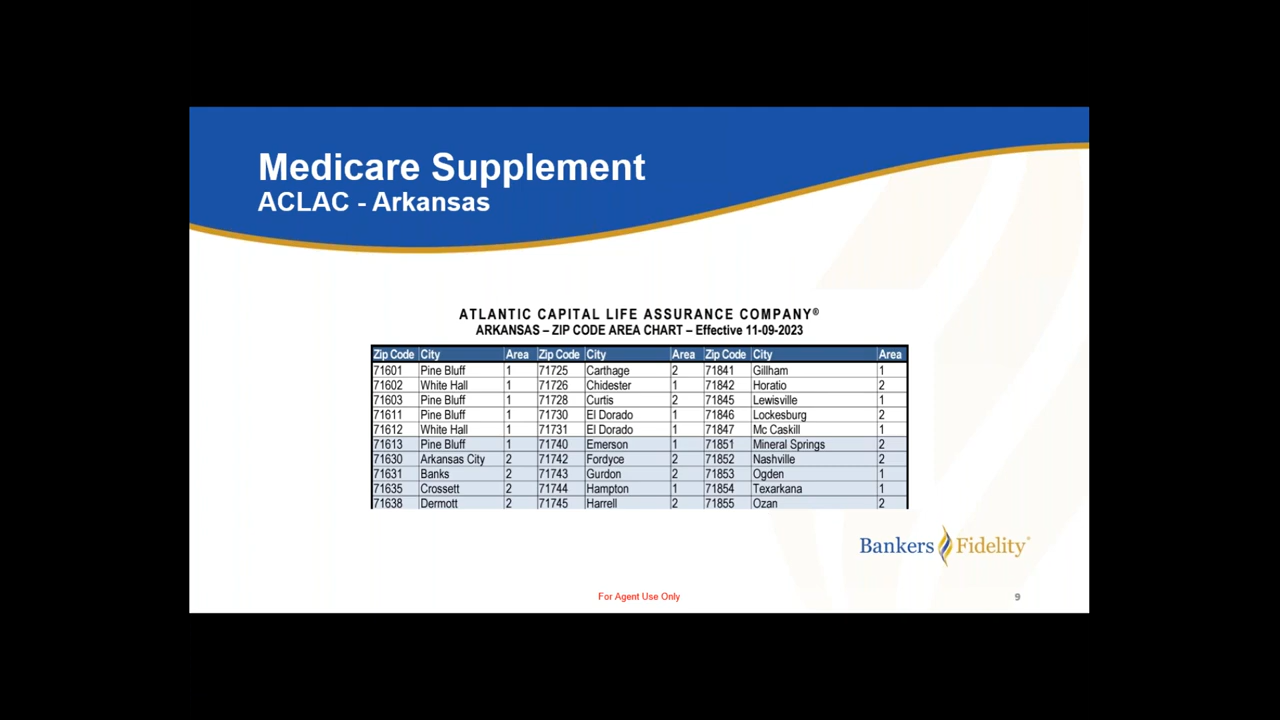 Medicare Supplement
ACLAC - Arkansas
ATLANTIC CAPITAL LIFE ASSURANCE COMPANY®
ARKANSAS – ZIP CODE AREA CHART – Effective 11-09-2023
Zip Code City Area Zip Code City Area Zip Code City Area
71601 Pine Bluff 1 71725 Carthage 2 71841 Gillham 1
71602 White Hall 1 71726 Chidester 1 71842 Horatio 2
71603 Pine Bluff 1 71728 Curtis 2 71845 Lewisville 1
71611 Pine Bluff 1 71730 El Dorado 1 71846 Lockesburg 2
71612 White Hall 1 71731 El Dorado 1 71847 Mc Caskill 1
71613 Pine Bluff 1 71740 Emerson 1 71851 Mineral Springs 2
71630 Arkansas City 2 71742 Fordyce 2 71852 Nashville 2
71631 Banks 2 71743 Gurdon 2 71853 Ogden 1
71635 Crossett 2 71744 Hampton 1 71854 Texarkana 1
71638 Dermott 2 71745 Harrell 2 71855 Ozan 2
Bankers Fidelity®
For Agent Use Only
9